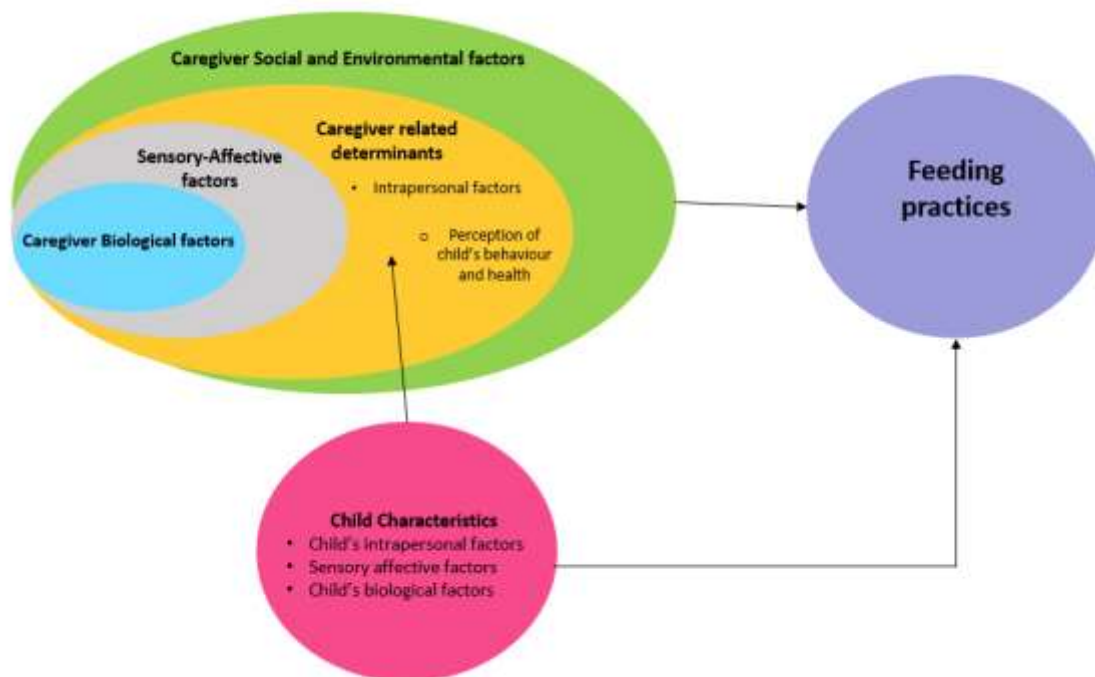 Caregiver Social and Environmental factors
Caregiver related
determinants
• Intrapersonal factors
o Perception of
child's behaviour
and health
Sensory-Affective
factors
Caregiver Biological factors
Feeding
practices
Child Characteristics
• Child's intrapersonal factors
• Sensory affective factors
• Child's biological factors